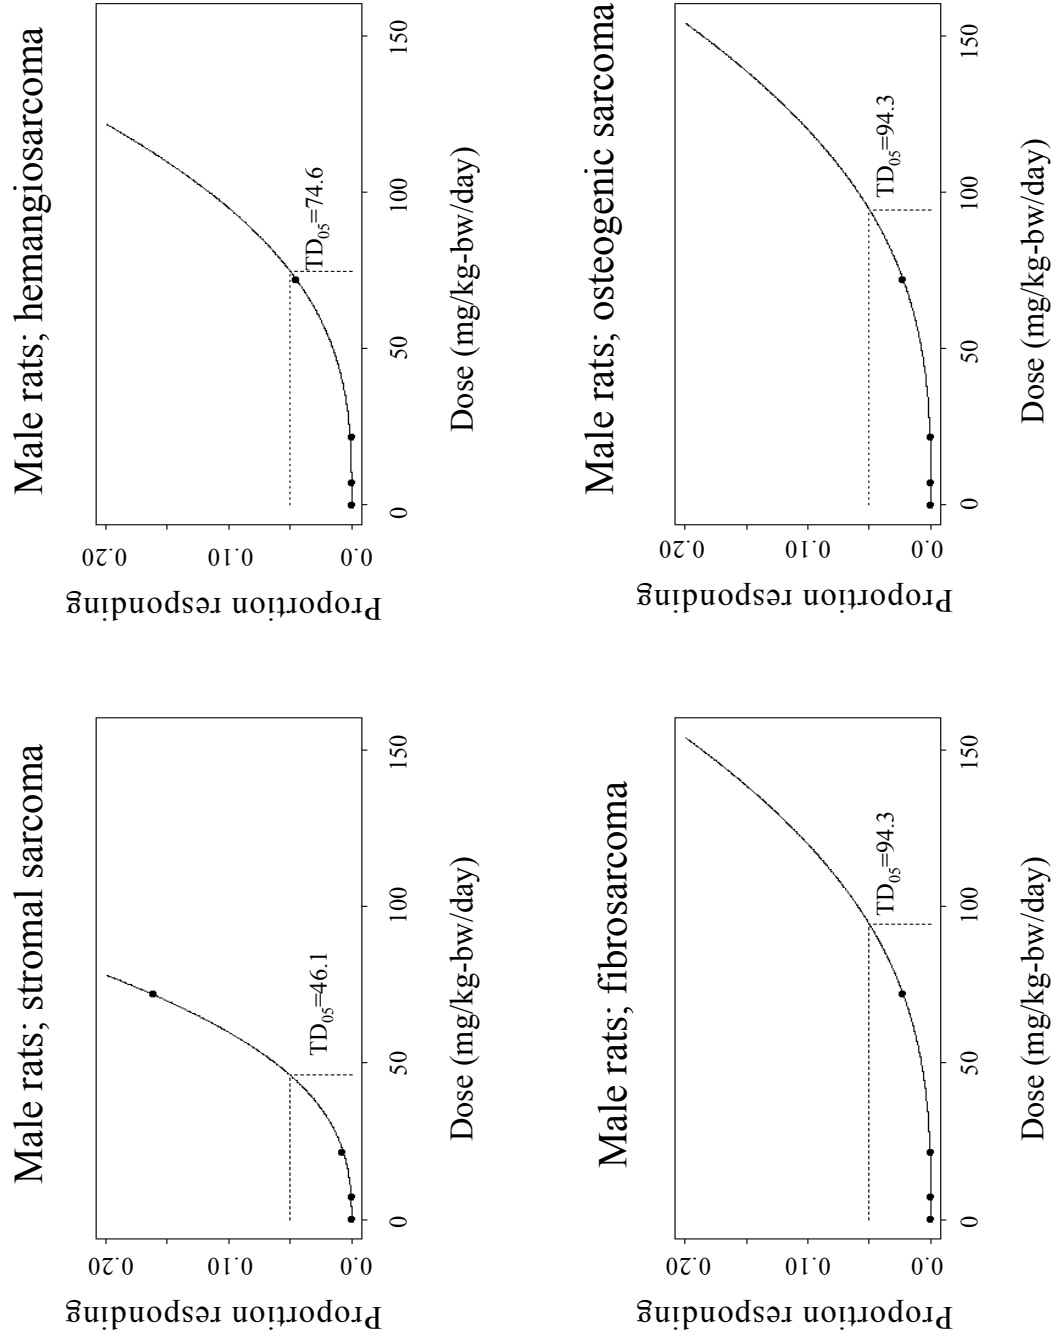 Male rats; stromal sarcoma
Proportion responding
0.20
0.10
0.0
TD05=46.1
0
50
100
150
Dose (mg/kg-bw/day)
Male rats; hemangiosarcoma
Proportion responding
0.20
0.10
0.0
TD05=74.6
0
50
100
150
Dose (mg/kg-bw/day)
Male rats; fibrosarcoma
Proportion responding
0.20
0.10
0.0
TD05=94.3
0
50
100
150
Dose (mg/kg-bw/day)
Male rats; osteogenic sarcoma
Proportion responding
0.20
0.10
0.0
TD05=94.3
0
50
100
150
Dose (mg/kg-bw/day)